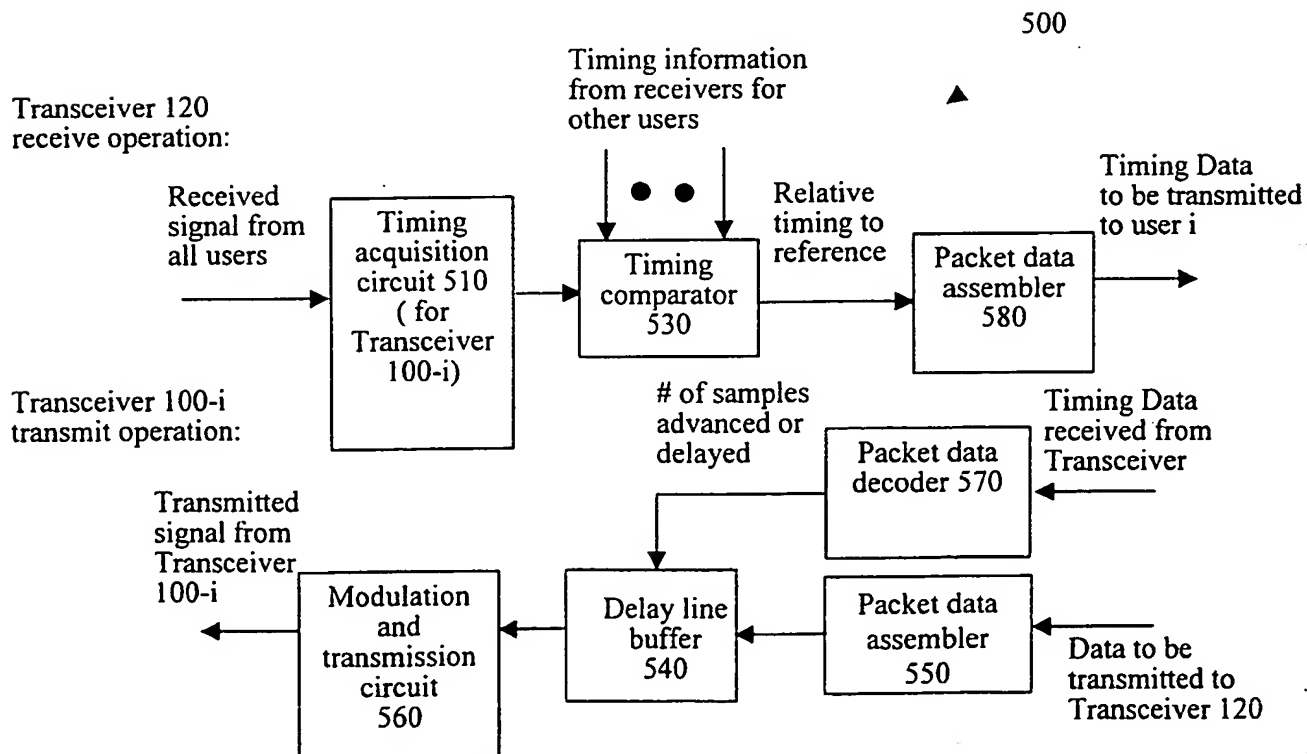 500
Timing information
from receivers for
other users
Transceiver 120
receive operation:
Received
signal from
all users
Timing
acquisition
circuit 510
( for
Transceiver
100-i)
Timing
comparator
530
Relative
timing to
reference
Packet data
assembler
580
Timing Data
to be transmitted
to user i
Transceiver 100-i
transmit operation:
# of samples
advanced or
delayed
Packet data
decoder 570
Timing Data
received from
Transceiver
Transmitted
signal from
Transceiver
100-i
Modulation
and
transmission
circuit
560
Delay line
buffer
540
Packet data
assembler
550
Data to be
transmitted to
Transceiver 120